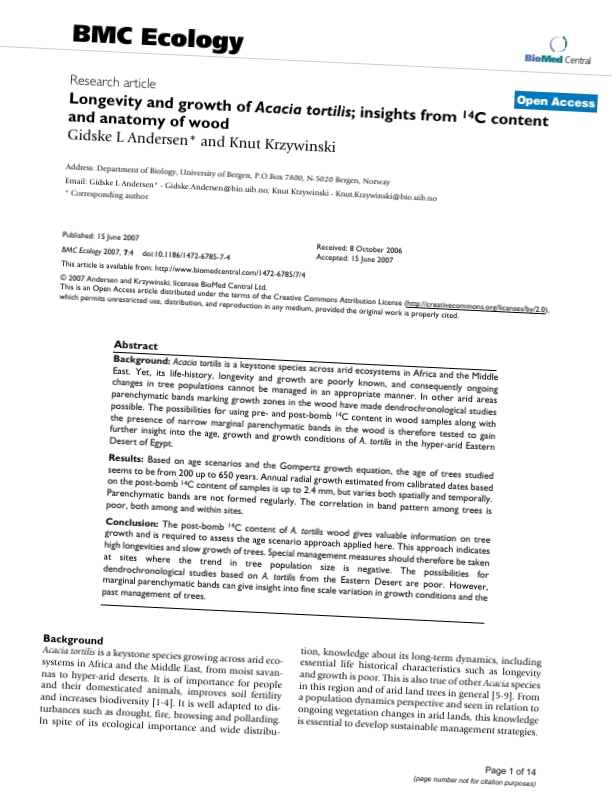 BMC Ecology
BioMed Central
Research article
Open Access
Longevity and growth of Acacia tortilis; insights from ¹⁴C content
and anatomy of wood
Gidske L Andersen* and Knut Krzywinski
Address: Department of Biology, University of Bergen, P.O.Box 7800, N-5020 Bergen, Norway
Email: Gidske L Andersen* - Gidske.Andersen@bio.uib.no; Knut Krzywinski - Knut.Krzywinski@bio.uib.no
* Corresponding author
Published: 15 June 2007
BMC Ecology 2007, 7:4 doi:10.1186/1472-6785-7-4
Received: 8 October 2006
Accepted: 15 June 2007
This article is available from: http://www.biomedcentral.com/1472-6785/7/4
© 2007 Andersen and Krzywinski; licensee BioMed Central Ltd.
This is an Open Access article distributed under the terms of the Creative Commons Attribution License (http://creativecommons.org/licenses/by/2.0),
which permits unrestricted use, distribution, and reproduction in any medium, provided the original work is properly cited.
Abstract
Background: Acacia tortilis is a keystone species across arid ecosystems in Africa and the Middle
East. Yet, its life-history, longevity and growth are poorly known, and consequently ongoing
changes in tree populations cannot be managed in an appropriate manner. In other arid areas
parenchymatic bands marking growth zones in the wood have made dendrochronological studies
possible. The possibilities for using pre- and post-bomb ¹⁴C content in wood samples along with
the presence of narrow marginal parenchymatic bands in the wood is therefore tested to gain
further insight into the age, growth and growth conditions of A. tortilis in the hyper-arid Eastern
Desert of Egypt.
Results: Based on age scenarios and the Gompertz growth equation, the age of trees studied
seems to be from 200 up to 650 years. Annual radial growth estimated from calibrated dates based
on the post-bomb ¹⁴C content of samples is up to 2.4 mm, but varies both spatially and temporally.
Parenchymatic bands are not formed regularly. The correlation in band pattern among trees is
poor, both among and within sites.
Conclusion: The post-bomb ¹⁴C content of A. tortilis wood gives valuable information on tree
growth and is required to assess the age scenario approach applied here. This approach indicates
high longevities and slow growth of trees. Special management measures should therefore be taken
at sites where the trend in tree population size is negative. The possibilities for
dendrochronological studies based on A. tortilis from the Eastern Desert are poor. However,
marginal parenchymatic bands can give insight into fine scale variation in growth conditions and the
past management of trees.
Background
Acacia tortilis is a keystone species growing across arid eco-
systems in Africa and the Middle East, from moist savan-
nas to hyper-arid deserts. It is of importance for people
and their domesticated animals, improves soil fertility
and increases biodiversity [1-4]. It is well adapted to dis-
turbances such as drought, fire, browsing and pollarding.
In spite of its ecological importance and wide distribu-
tion, knowledge about its long-term dynamics, including
essential life historical characteristics such as longevity
and growth is poor. This is also true of other Acacia species
in this region and of arid land trees in general [5-9]. From
a population dynamics perspective and seen in relation to
ongoing vegetation changes in arid lands, this knowledge
is essential to develop sustainable management strategies.
Page 1 of 14
(page number not for citation purposes)